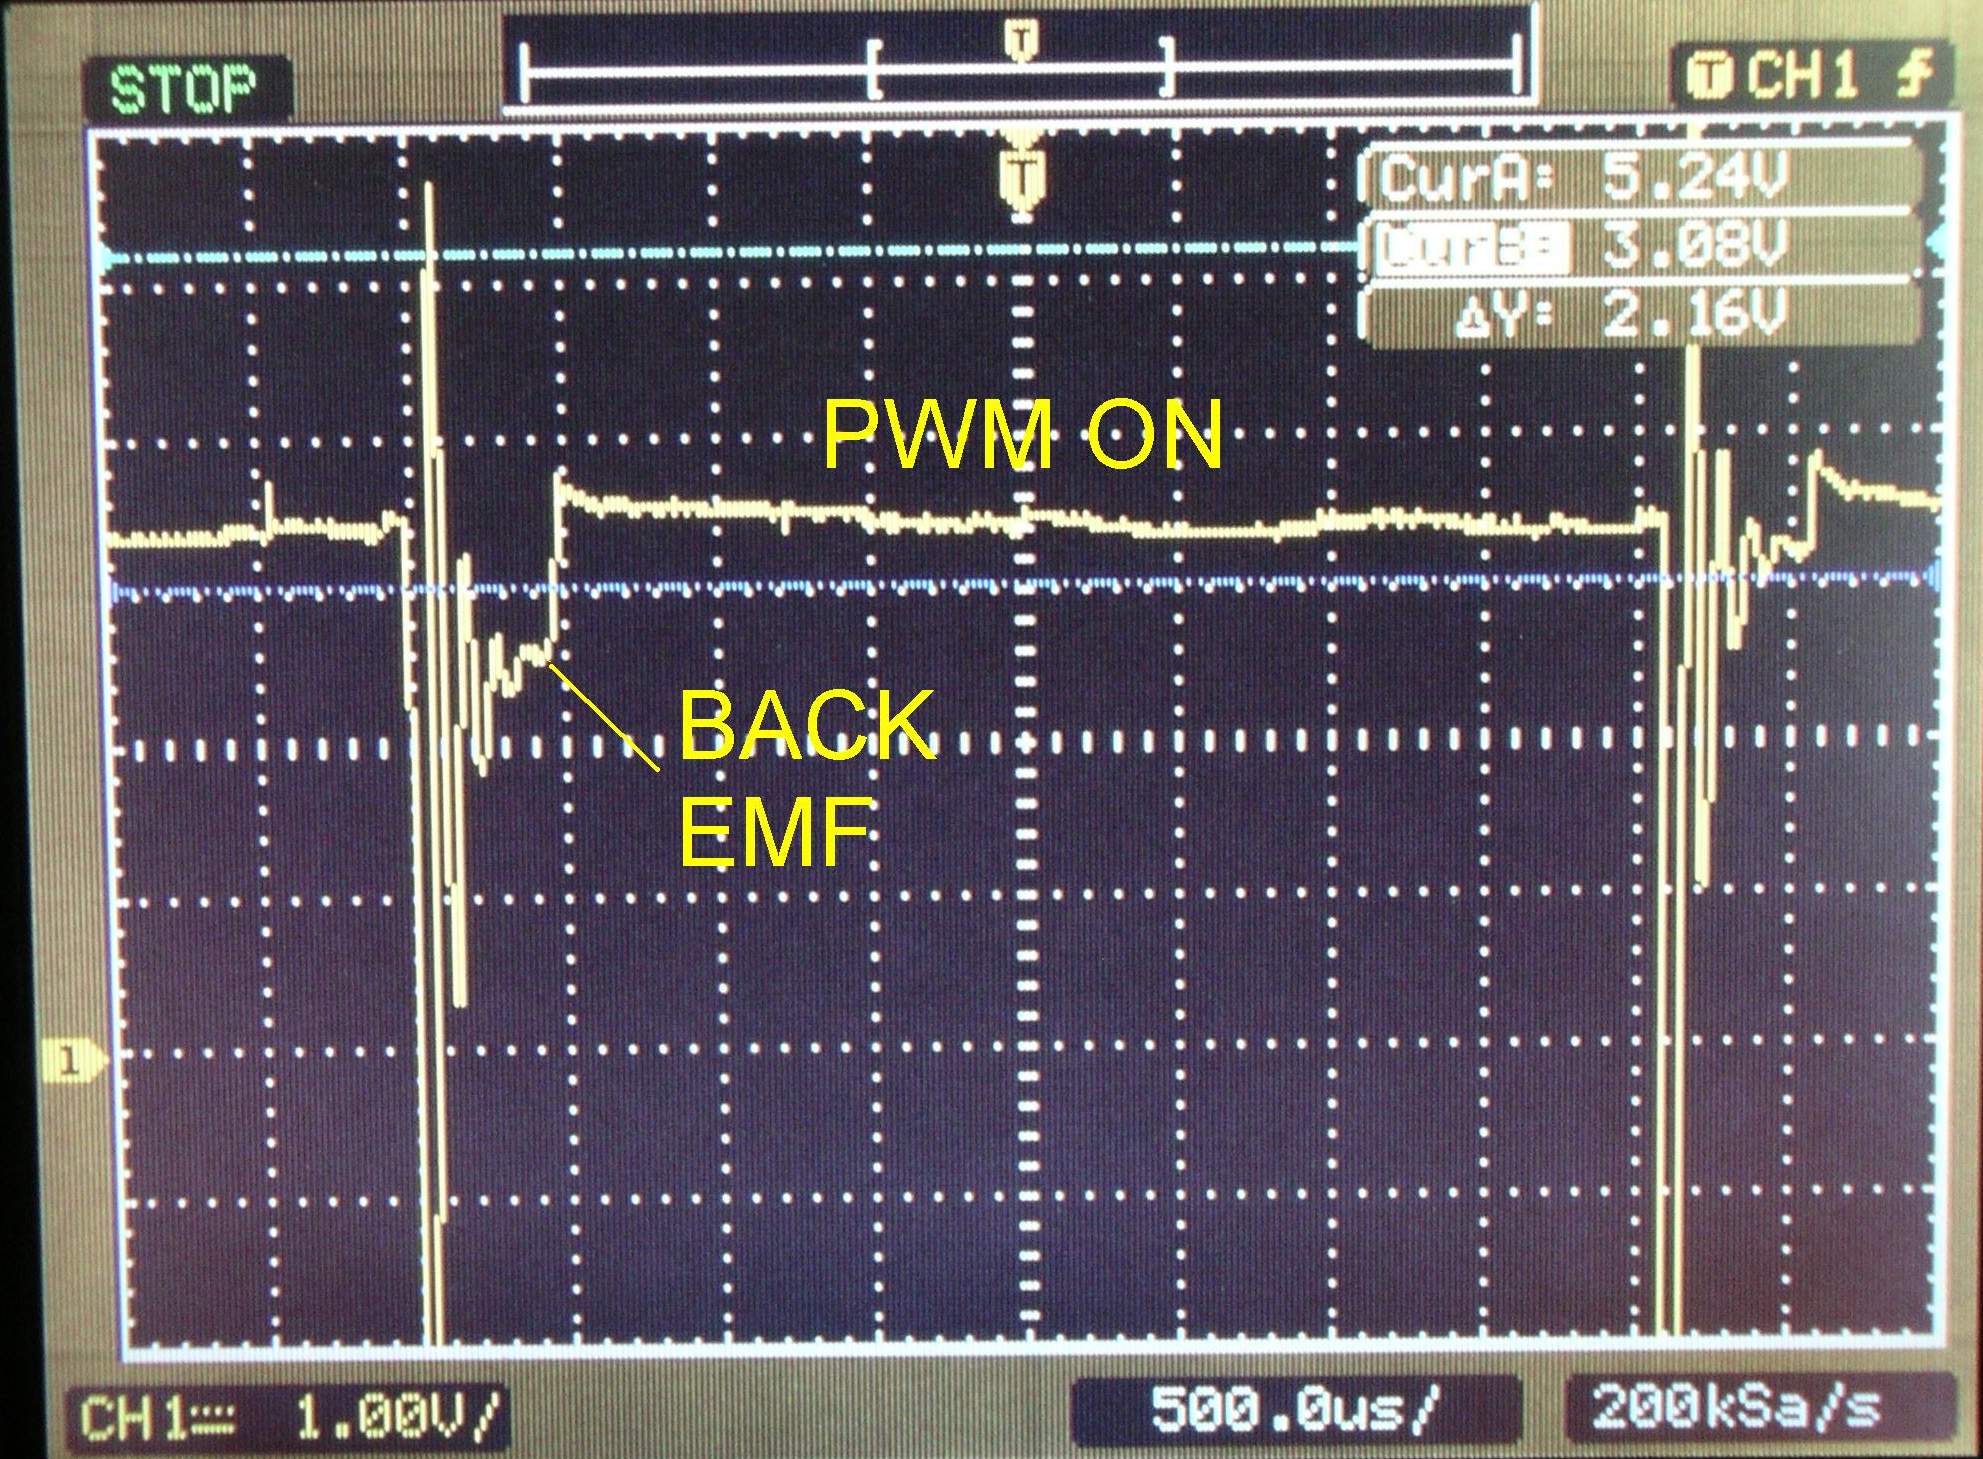 T
STOP
T CH1
T
CurA: 5.24V
CurB: 3.08V
ΔY: 2.16V
PWM ON
BACK
EMF
1
CH1 1.00V/
500.0us/
200kSa/s